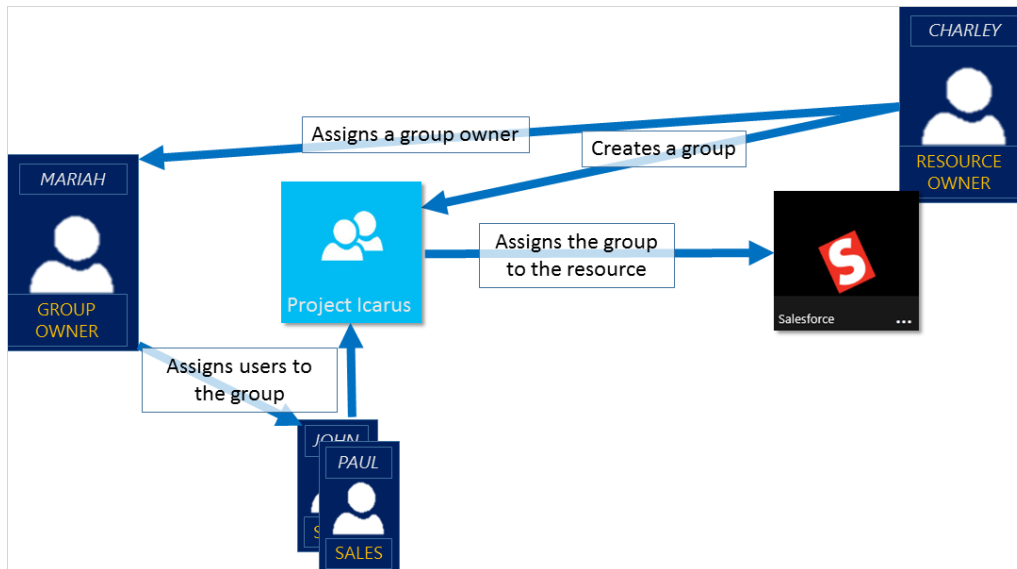 CHARLEY
RESOURCE
OWNER
Assigns a group owner
Creates a group
MARIAH
GROUP
OWNER
Project Icarus
Assigns the group
to the resource
S
Salesforce
...
Assigns users to
the group
JOHN
S
PAUL
SALES